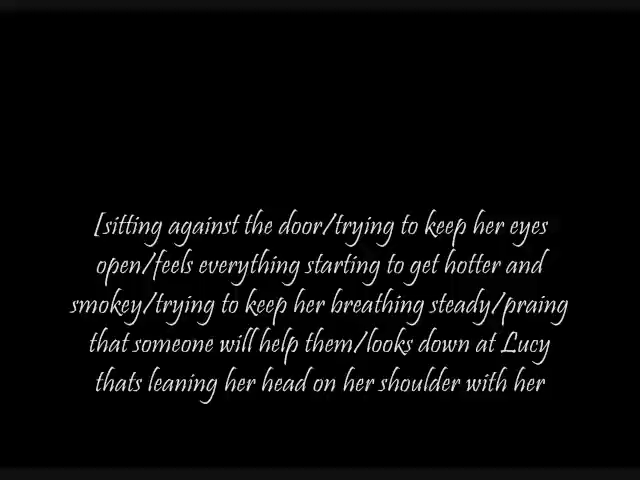 [sitting against the door/trying to keep her eyes
open/feels everything starting to get hotter and
smokey/trying to keep her breathing steady/praing
that someone will help them/looks down at Lucy
thats leaning her head on her shoulder with her